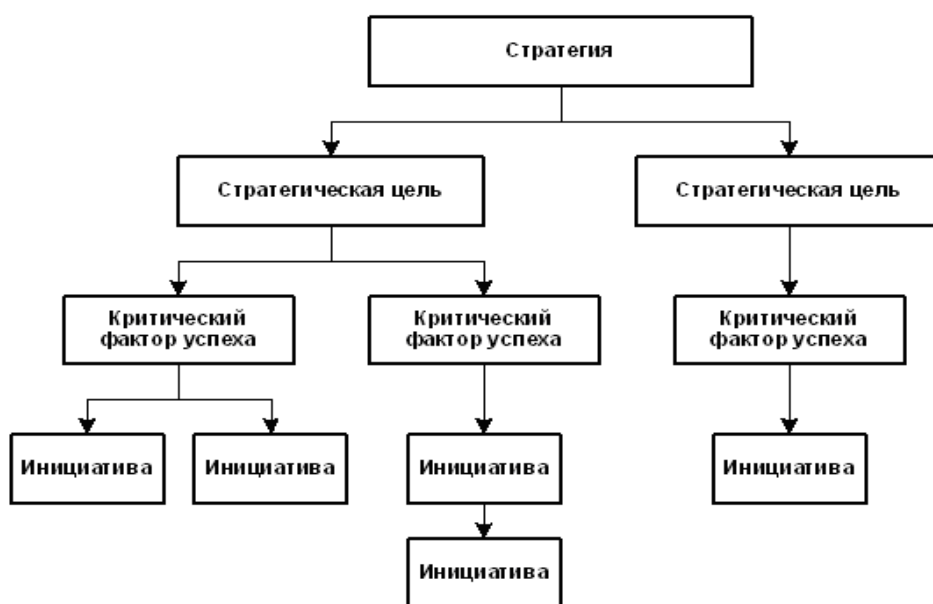 Стратегия
Стратегическая цель
Стратегическая цель
Критический
фактор успеха
Критический
фактор успеха
Критический
фактор успеха
Инициатива
Инициатива
Инициатива
Инициатива
Инициатива